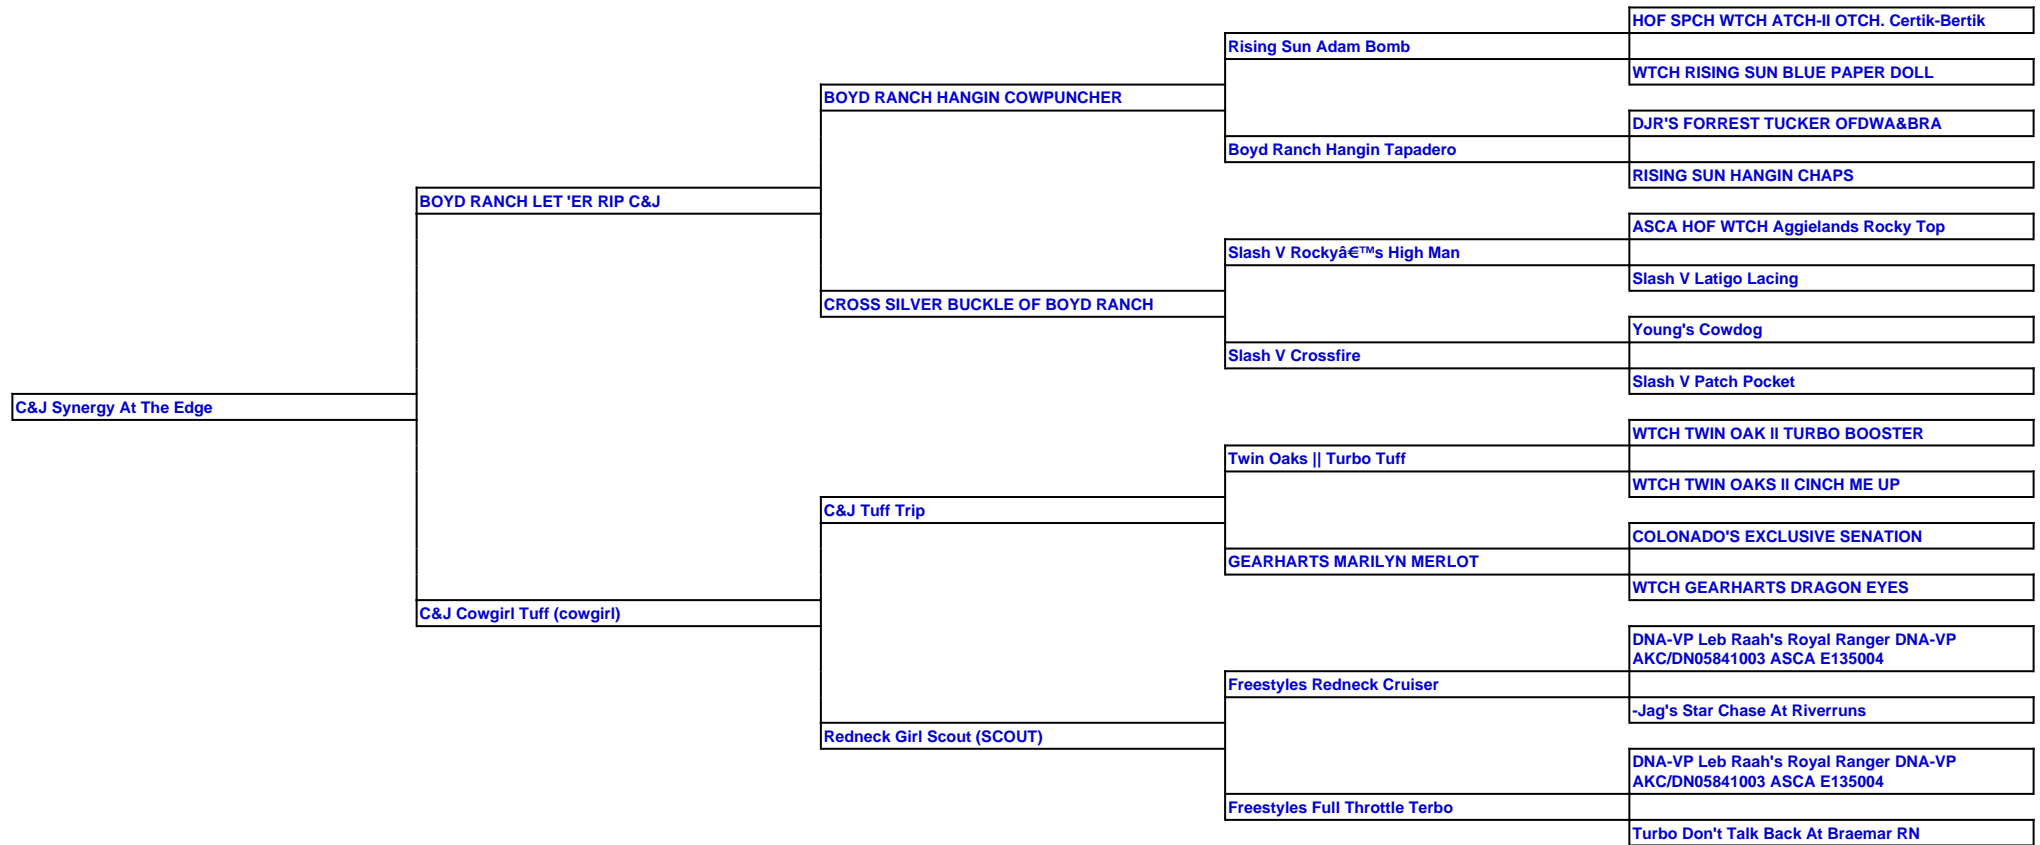 HOF SPCH WTCH ATCH-II OTCH. Certik-Bertik
Rising Sun Adam Bomb
WTCH RISING SUN BLUE PAPER DOLL
BOYD RANCH HANGIN COWPUNCHER
DJR'S FORREST TUCKER OFDWA&BRA
Boyd Ranch Hangin Tapadero
RISING SUN HANGIN CHAPS
BOYD RANCH LET 'ER RIP C&J
ASCA HOF WTCH Aggielands Rocky Top
Slash V Rockyâ€™s High Man
Slash V Latigo Lacing
CROSS SILVER BUCKLE OF BOYD RANCH
Young's Cowdog
Slash V Crossfire
Slash V Patch Pocket
C&J Synergy At The Edge
WTCH TWIN OAK II TURBO BOOSTER
Twin Oaks || Turbo Tuff
WTCH TWIN OAKS II CINCH ME UP
C&J Tuff Trip
COLONADO'S EXCLUSIVE SENATION
GEARHARTS MARILYN MERLOT
WTCH GEARHARTS DRAGON EYES
C&J Cowgirl Tuff (cowgirl)
DNA-VP Leb Raah's Royal Ranger DNA-VP
AKC/DN05841003 ASCA E135004
Freestyles Redneck Cruiser
-Jag's Star Chase At Riverruns
Redneck Girl Scout (SCOUT)
DNA-VP Leb Raah's Royal Ranger DNA-VP
AKC/DN05841003 ASCA E135004
Freestyles Full Throttle Terbo
Turbo Don't Talk Back At Braemar RN